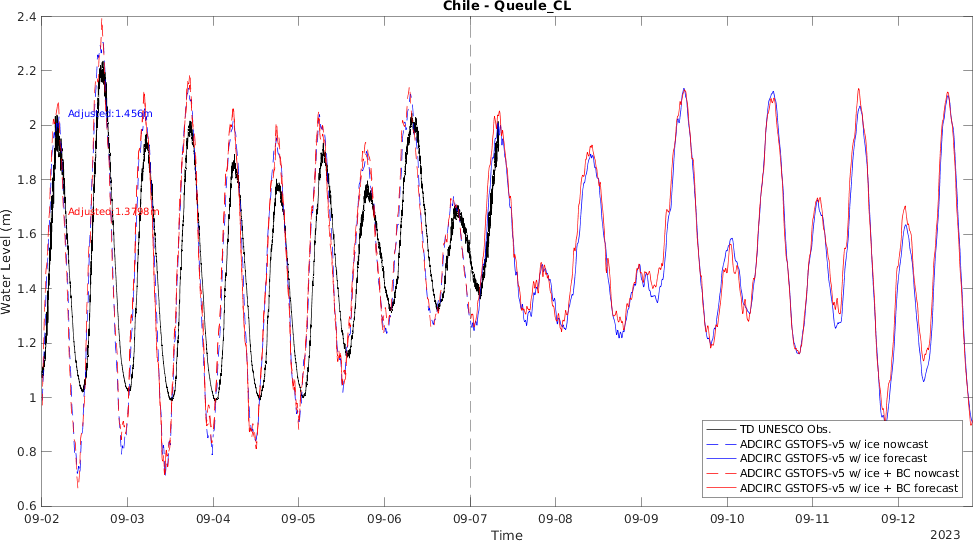 Chile - Queule_CL
2.4
2.2
2
1.8
1.6
1.4
1.2
1
0.8
0.6
Water Level (m)
Adjusted:1.456m
Adjusted:1.3798m
TD UNESCO Obs.
ADCIRC GSTOFS-v5 w/ ice nowcast
ADCIRC GSTOFS-v5 w/ ice forecast
ADCIRC GSTOFS-v5 w/ ice + BC nowcast
ADCIRC GSTOFS-v5 w/ ice + BC forecast
09-02 09-03 09-04 09-05 09-06 09-07 09-08 09-09 09-10 09-11 09-12
Time
2023